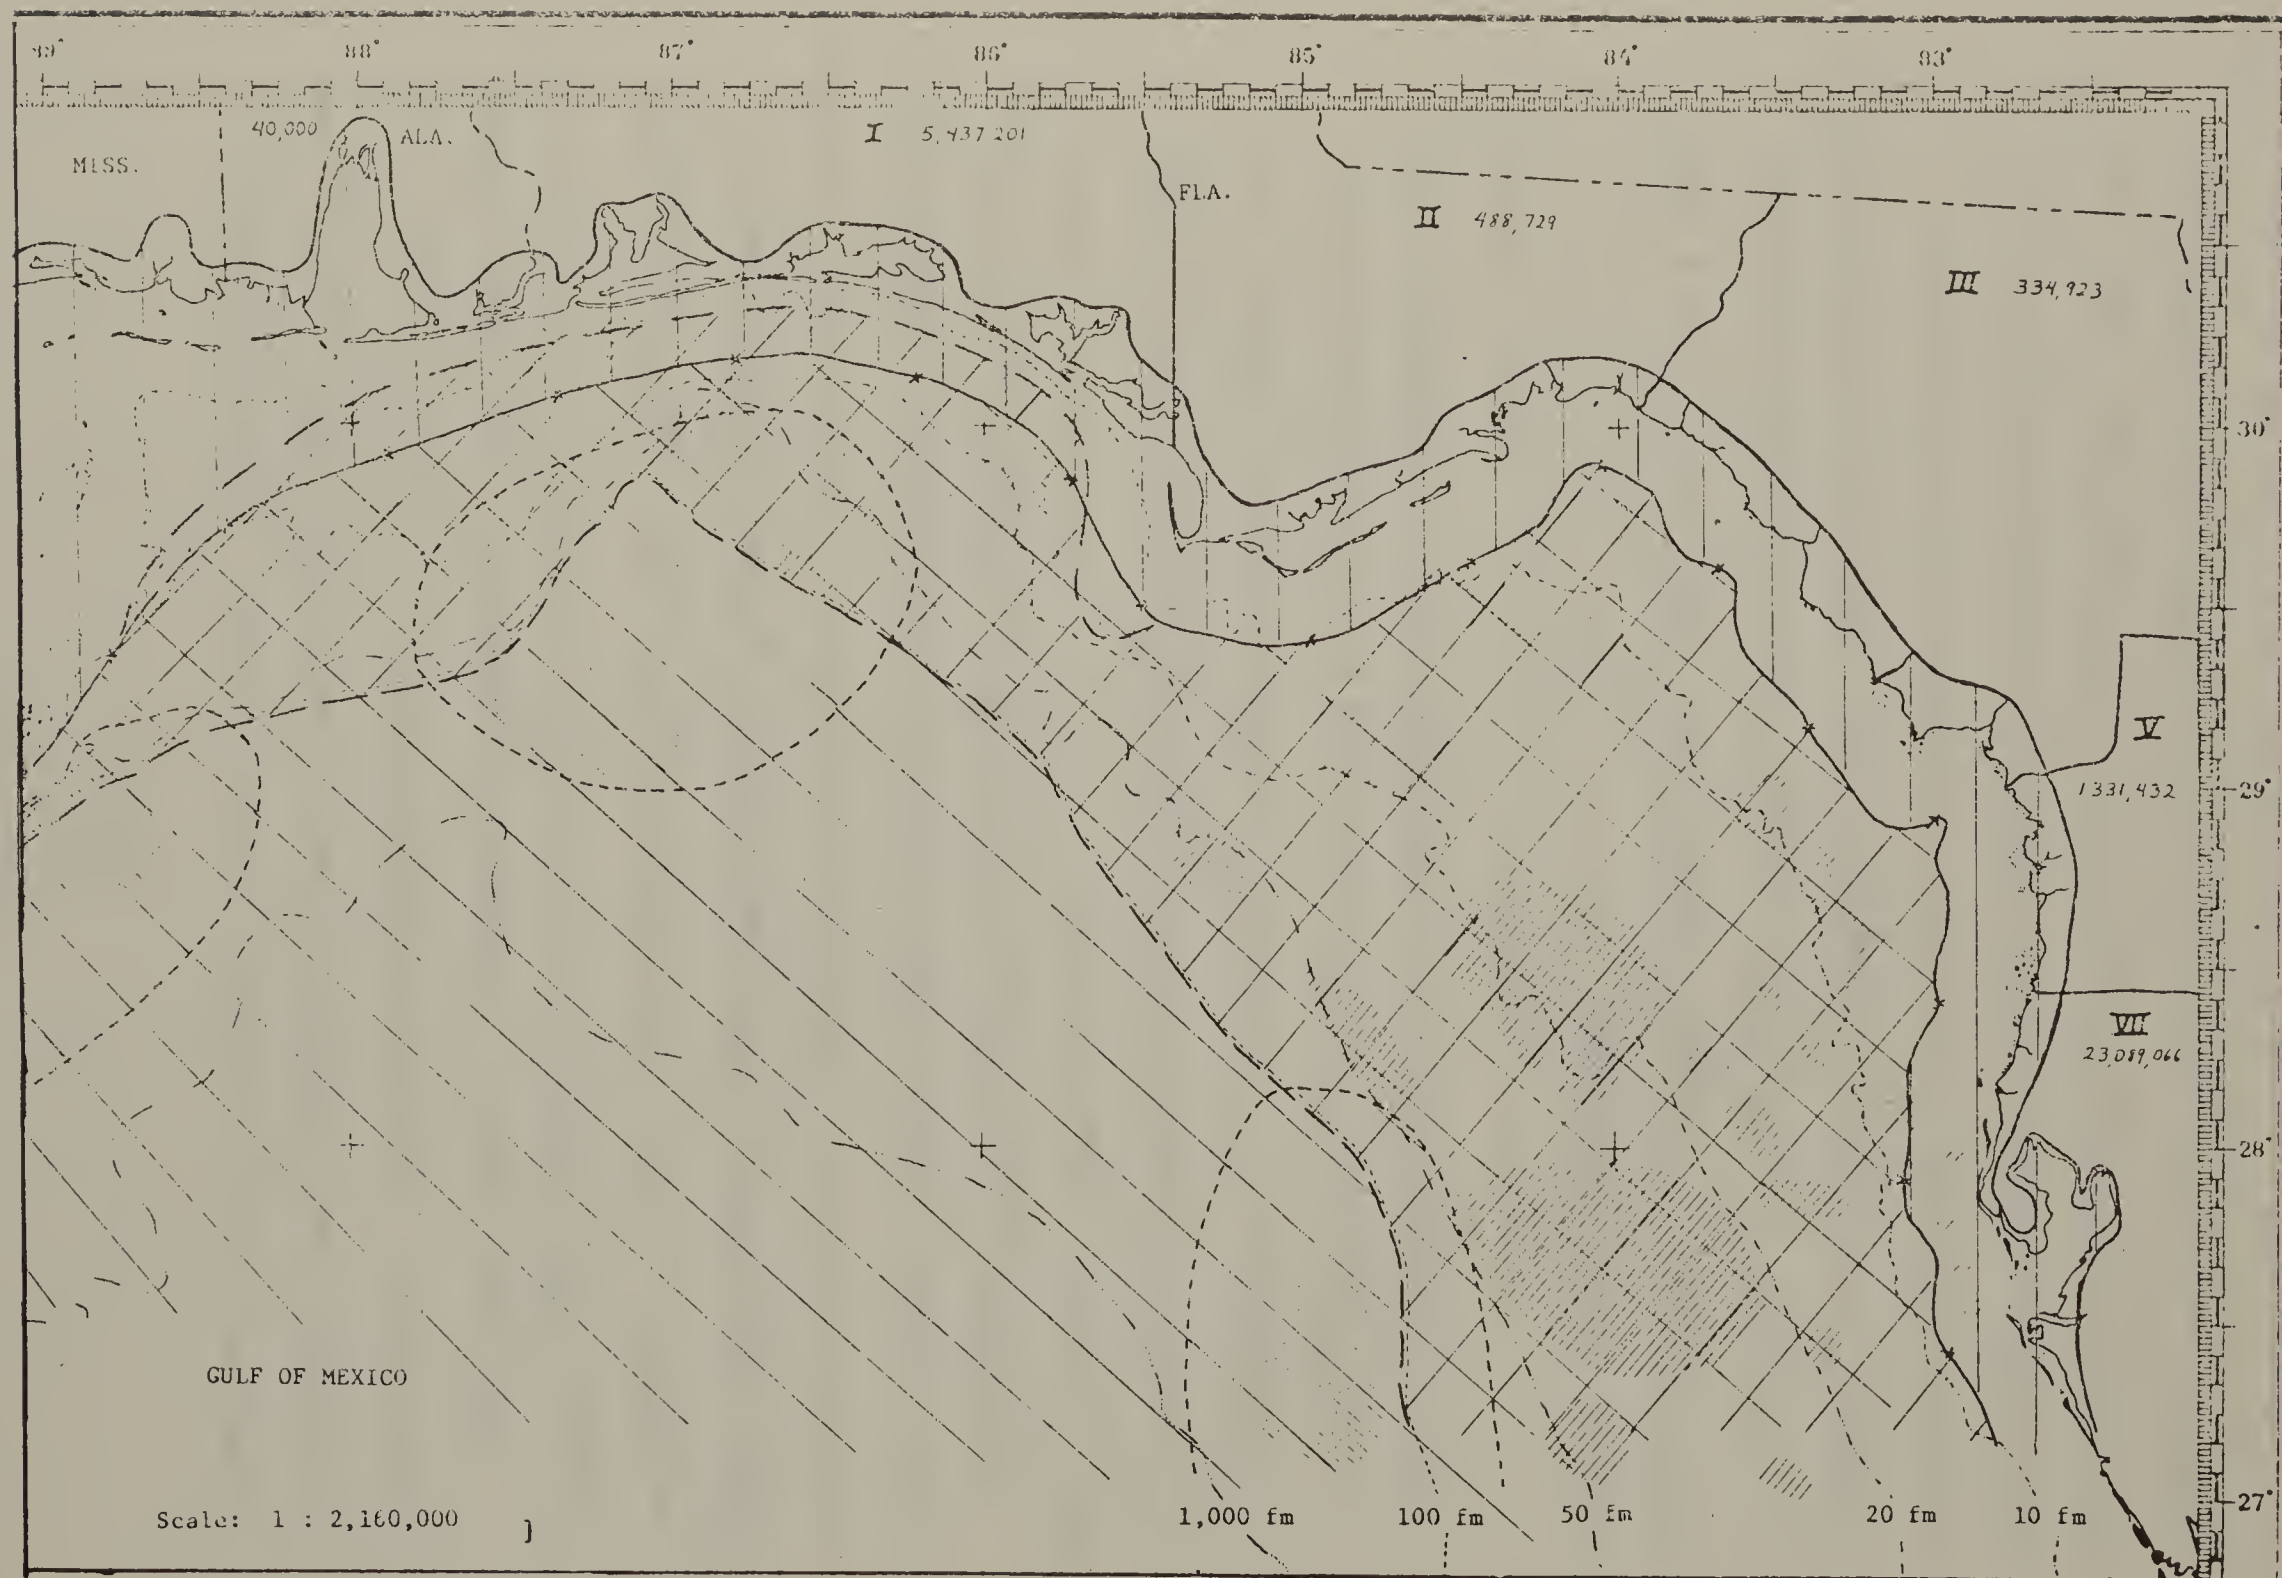 89° 88° 87° 86° 85° 84° 83°
40,000 ALA. I 5,437 201
MISS.
FLA.
II 488,729
III 334,923
30°
V
1331,432
29°
VII
23,089,066
28°
GULF OF MEXICO
27°
Scale: 1 : 2,160,000 1,000 fm 100 fm 50 fm 20 fm 10 fm